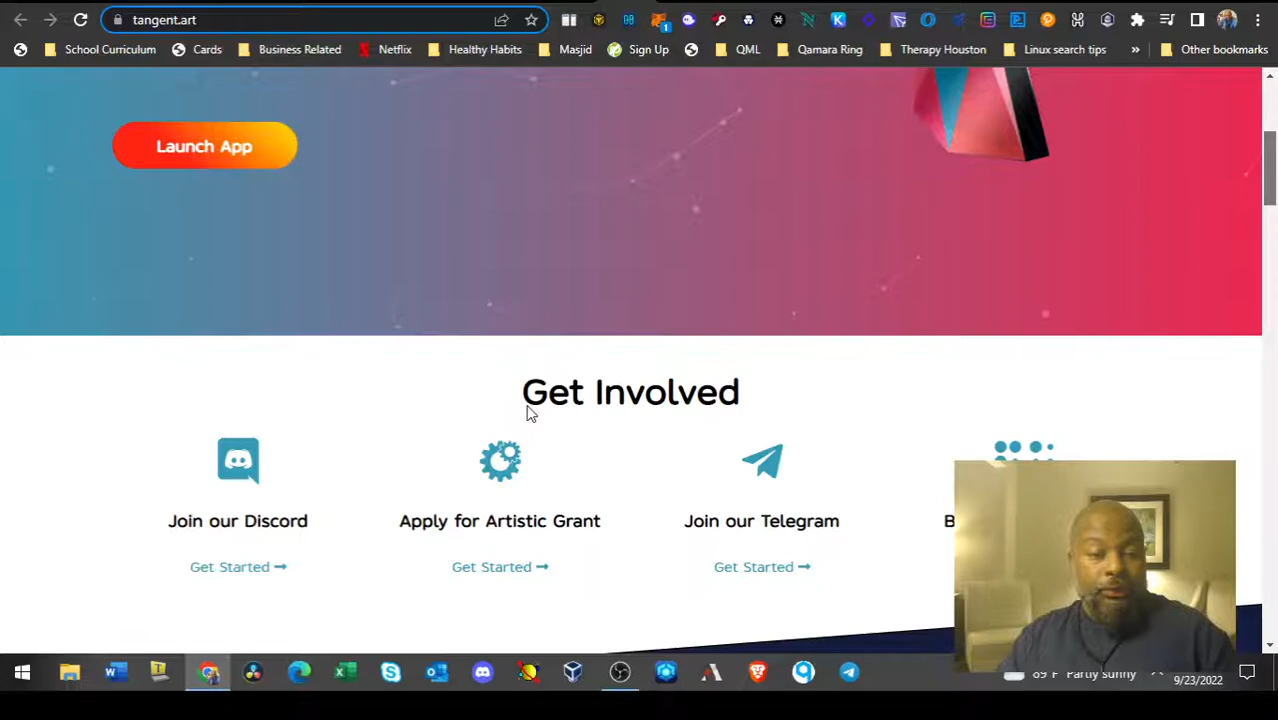 tangent.art
School Curriculum Cards Business Related Netflix Healthy Habits Masjid Sign Up QML Qamara Ring Therapy Houston Linux search tips » Other bookmarks
Launch App
Get Involved
Join our Discord Apply for Artistic Grant Join our Telegram
Get Started → Get Started → Get Started →
Partly sunny
9/23/2022